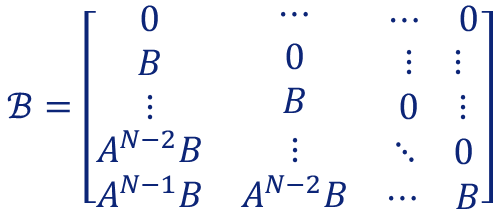 0 ⋯ ⋯ 0
B 0 ⋮ ⋮
ℬ = ⋮ B 0 ⋮
A^{N−2}B ⋮ ⋱ 0
A^{N−1}B A^{N−2}B ⋯ B